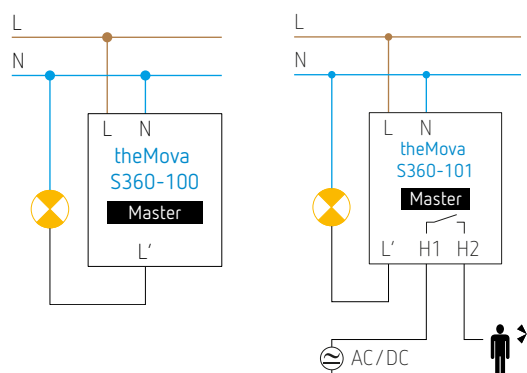 L
N
L N
theMova
S360-100
Master
L'
L
N
L N
theMova
S360-101
Master
L' H1 H2
AC/DC